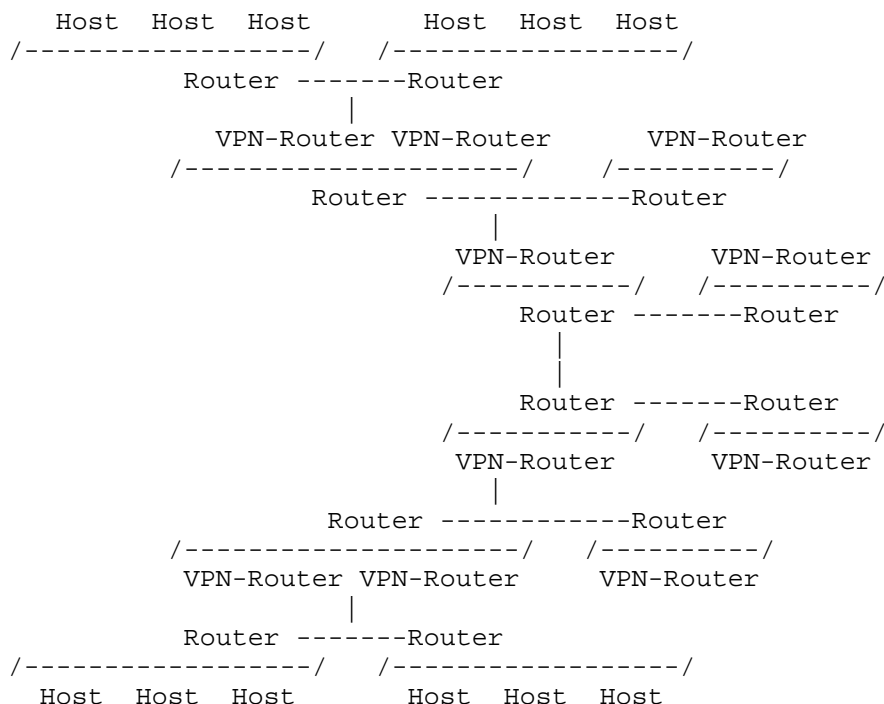 Host Host Host Host Host Host
/------------------/ /------------------/
Router -------Router
|
VPN-Router VPN-Router VPN-Router
/---------------------/ /----------/
Router -------------Router
|
VPN-Router VPN-Router
/-----------/ /----------/
Router -------Router
|
|
Router -------Router
/-----------/ /----------/
VPN-Router VPN-Router
|
Router ------------Router
/---------------------/ /----------/
VPN-Router VPN-Router VPN-Router
|
Router -------Router
/------------------/ /------------------/
Host Host Host Host Host Host